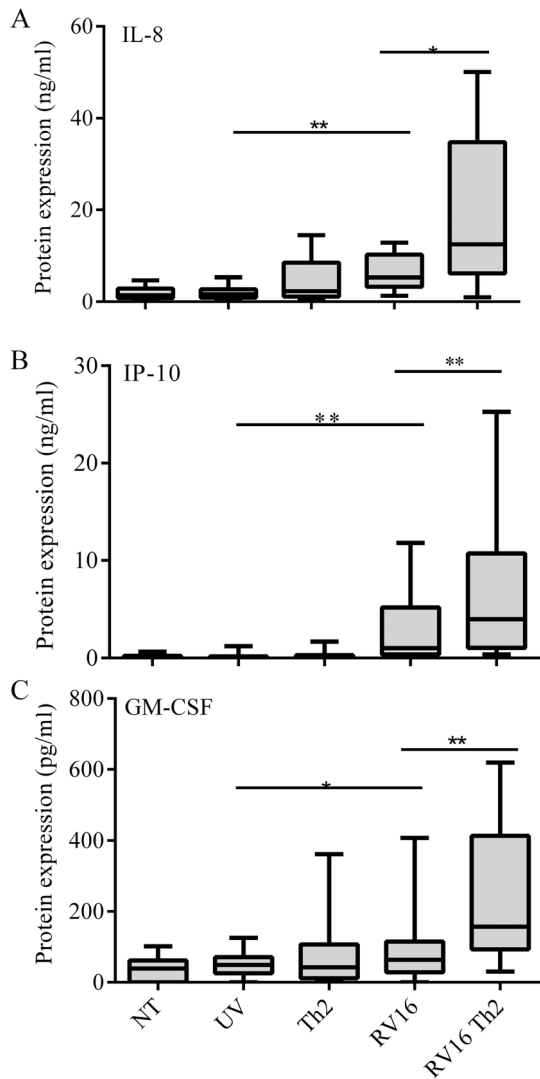 A
IL-8
Protein expression (ng/ml)
60
40
20
0
**
*
B
IP-10
Protein expression (ng/ml)
30
20
10
0
**
**
C
GM-CSF
Protein expression (pg/ml)
800
600
400
200
0
*
**
NT
UV
Th2
RV16
RV16 Th2